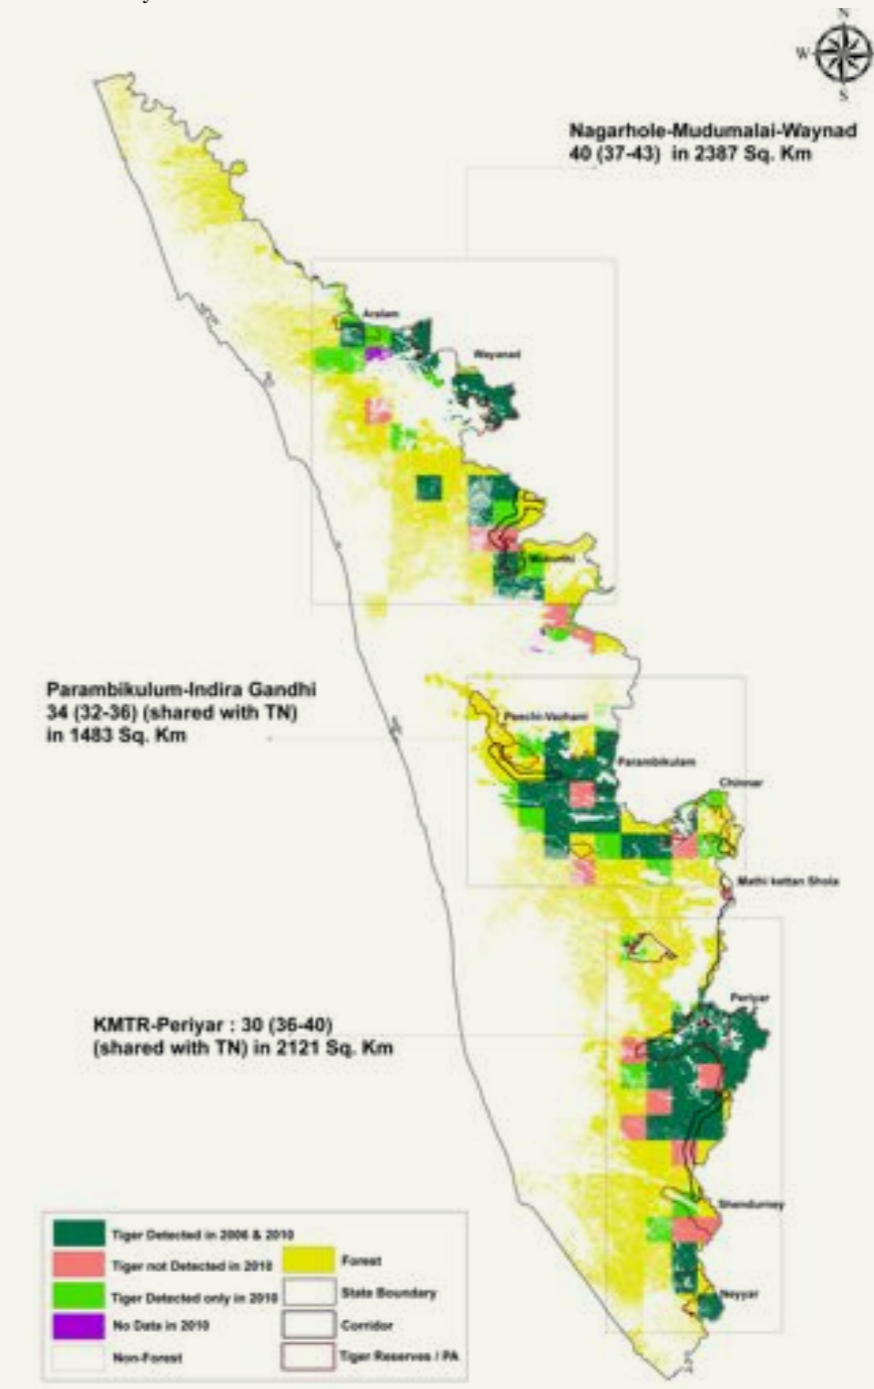 N
W
S
Nagarhole-Mudumalai-Waynad
40 (37-43) in 2387 Sq. Km
Aralam
Wayanad
Parambikulum-Indira Gandhi
34 (32-36) (shared with TN)
in 1483 Sq. Km
Peechi-Vazhani
Parambikulam
Chinnar
Mathi kettan Shola
Periyar
KMTR-Periyar : 30 (36-40)
(shared with TN) in 2121 Sq. Km
Shendurney
Neyyar
Tiger Detected in 2006 & 2010
Tiger not Detected in 2010
Forest
Tiger Detected only in 2010
State Boundary
No Data in 2010
Corridor
Non-Forest
Tiger Reserves / PA